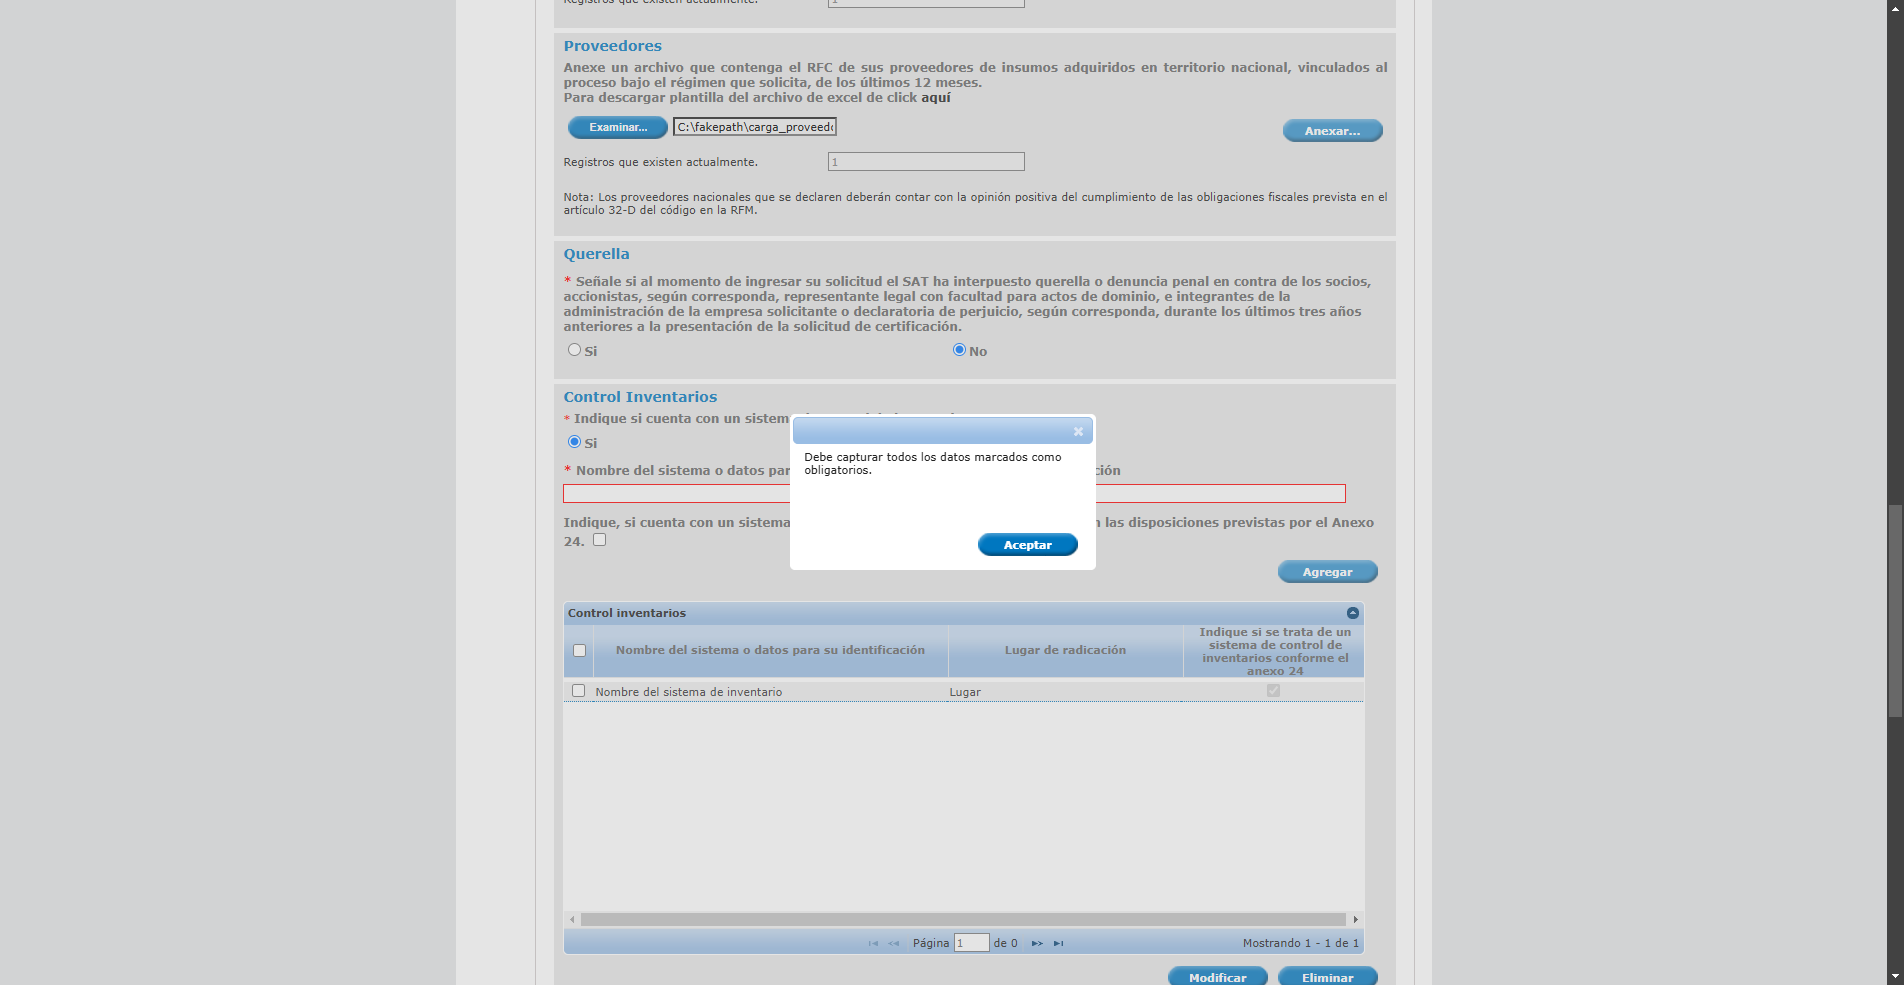 Registros que existen actualmente.
1
Proveedores
Anexe un archivo que contenga el RFC de sus proveedores de insumos adquiridos en territorio nacional, vinculados al
proceso bajo el régimen que solicita, de los últimos 12 meses.
Para descargar plantilla del archivo de excel de click aquí
Examinar...
C:\fakepath\carga_proveed
Anexar...
Registros que existen actualmente.
1
Nota: Los proveedores nacionales que se declaren deberán contar con la opinión positiva del cumplimiento de las obligaciones fiscales prevista en el
artículo 32-D del código en la RFM.
Querella
* Señale si al momento de ingresar su solicitud el SAT ha interpuesto querella o denuncia penal en contra de los socios,
accionistas, según corresponda, representante legal con facultad para actos de dominio, e integrantes de la
administración de la empresa solicitante o declaratoria de perjuicio, según corresponda, durante los últimos tres años
anteriores a la presentación de la solicitud de certificación.
Si
No
Control Inventarios
* Indique si cuenta con un sistem
Si
* Nombre del sistema o datos par
ción
Indique, si cuenta con un sistema
las disposiciones previstas por el Anexo
24.
Debe capturar todos los datos marcados como
obligatorios.
Aceptar
Agregar
Control inventarios
Nombre del sistema o datos para su identificación
Lugar de radicación
Indique si se trata de un
sistema de control de
inventarios conforme el
anexo 24
Nombre del sistema de inventario
Lugar
Página 1 de 0
Mostrando 1 - 1 de 1
Modificar
Eliminar